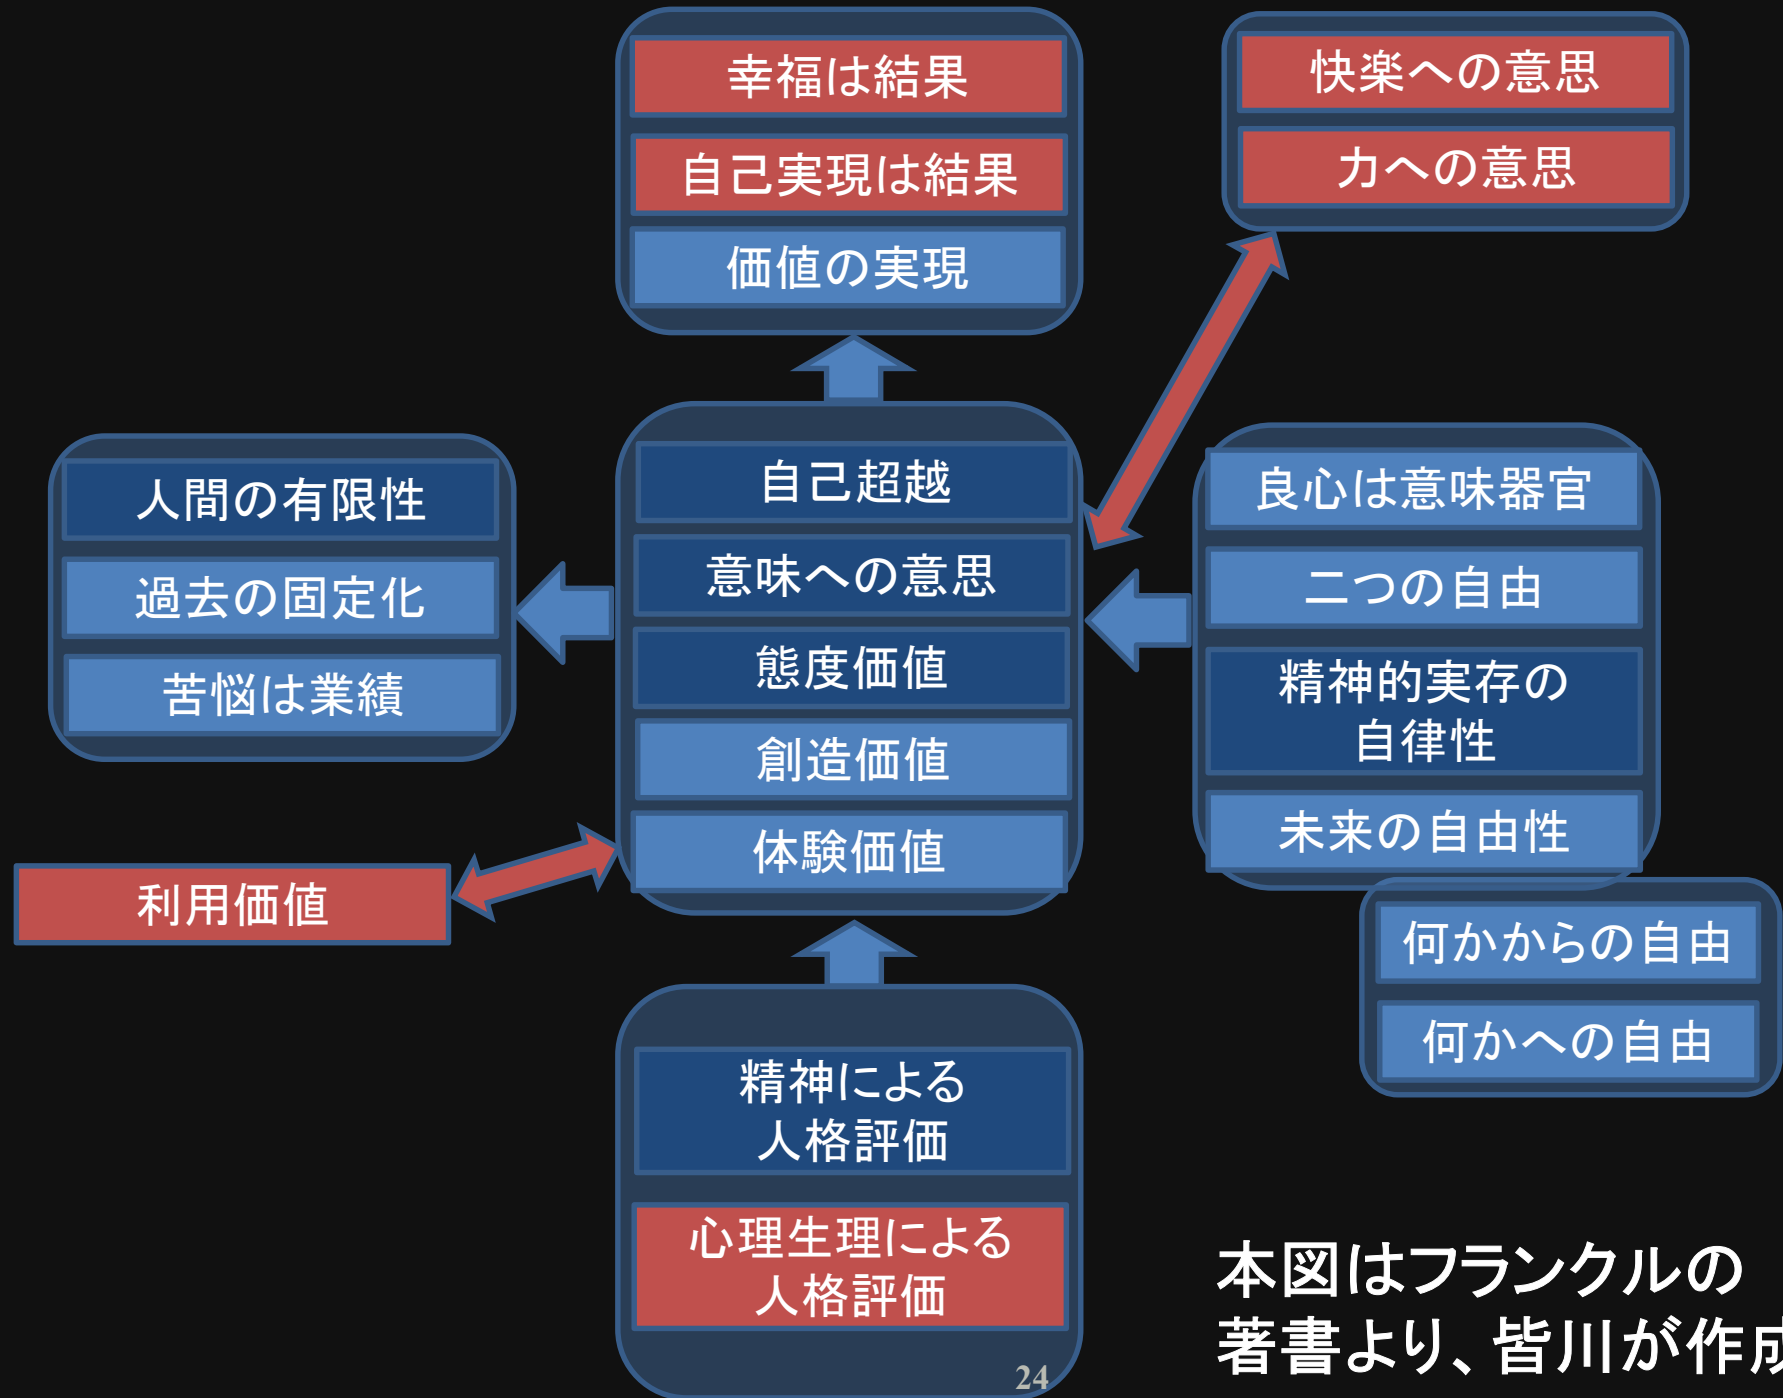 幸福は結果
自己実現は結果
価値の実現
快楽への意思
力への意思
人間の有限性
過去の固定化
苦悩は業績
自己超越
意味への意思
態度価値
創造価値
体験価値
良心は意味器官
二つの自由
精神的実存の
自律性
未来の自由性
利用価値
何かからの自由
何かへの自由
精神による
人格評価
心理生理による
人格評価
24
本図はフランクルの
著書より、皆川が作成